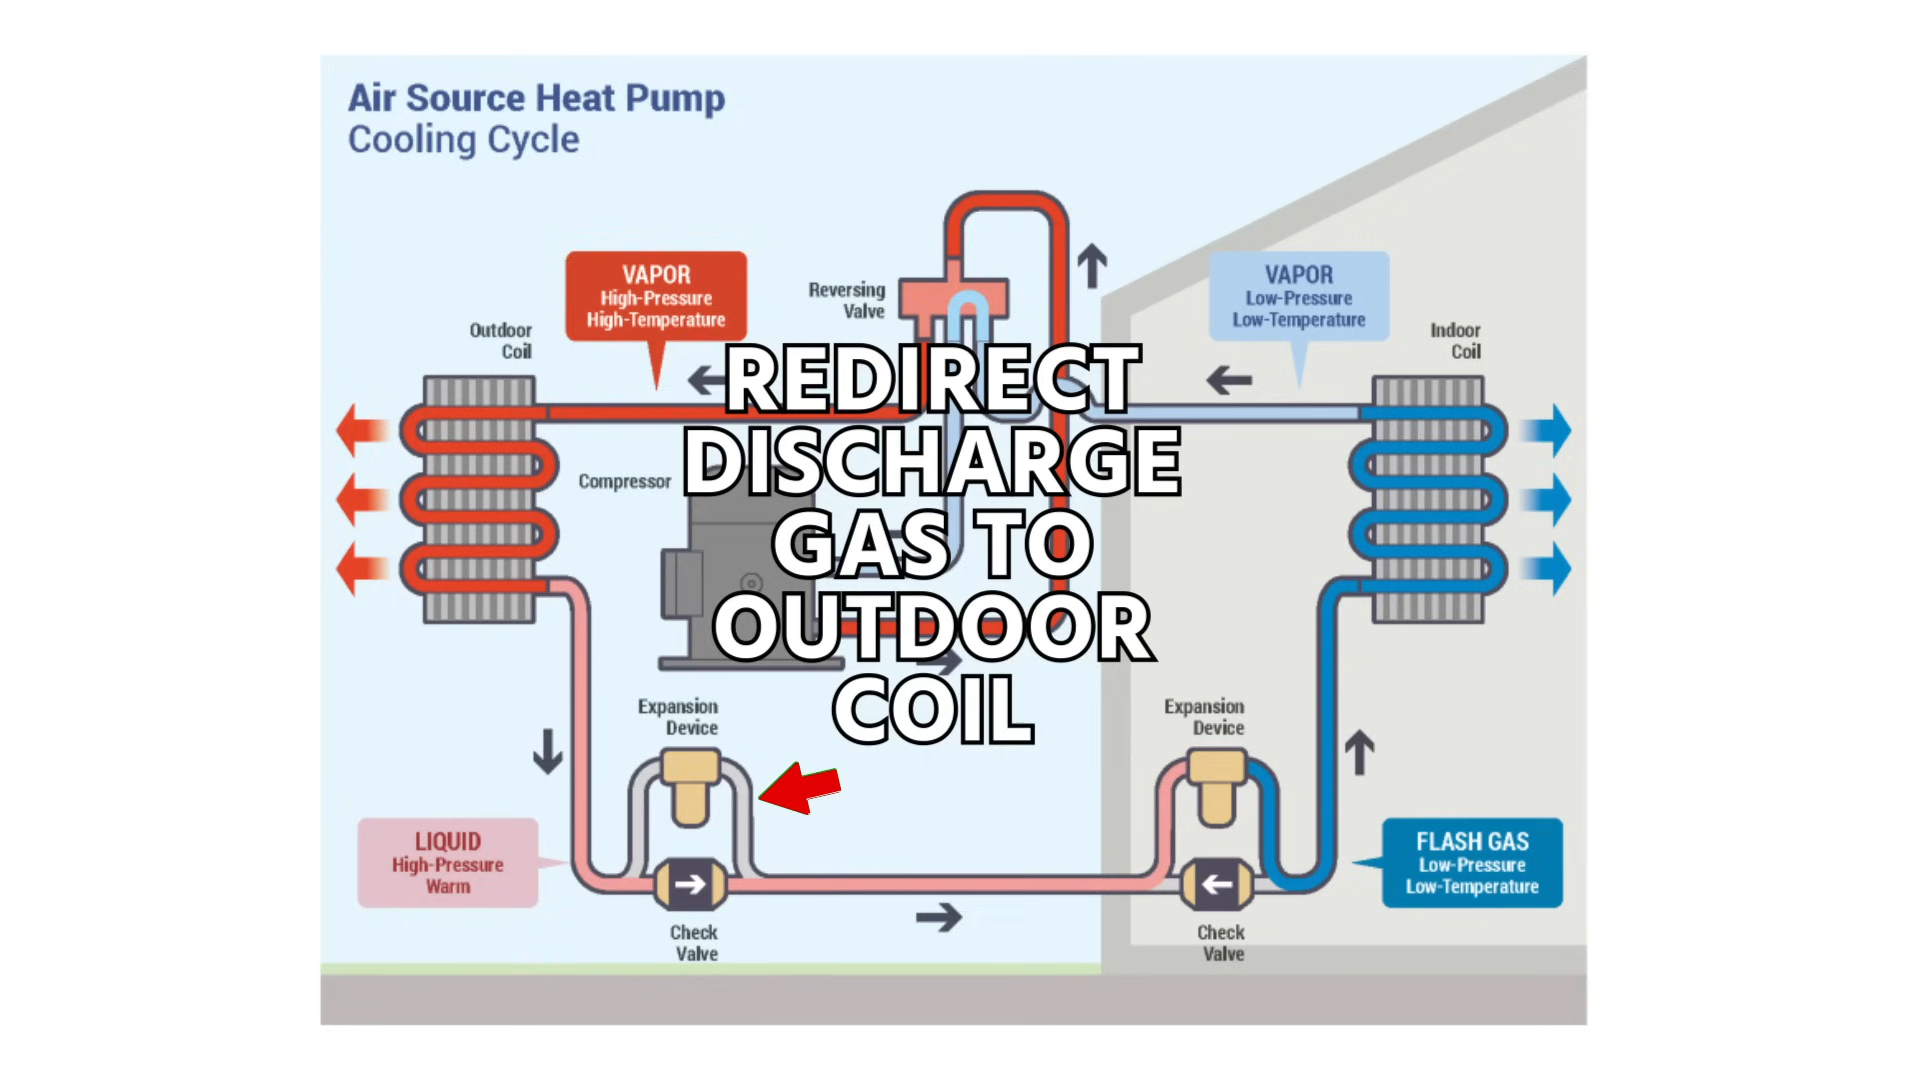 Air Source Heat Pump
Cooling Cycle
VAPOR
High-Pressure
High-Temperature
Reversing
Valve
VAPOR
Low-Pressure
Low-Temperature
Outdoor
Coil
Indoor
Coil
REDIRECT
DISCHARGE
GAS TO
OUTDOOR
COIL
Compressor
Expansion
Device
Expansion
Device
LIQUID
High-Pressure
Warm
FLASH GAS
Low-Pressure
Low-Temperature
Check
Valve
Check
Valve